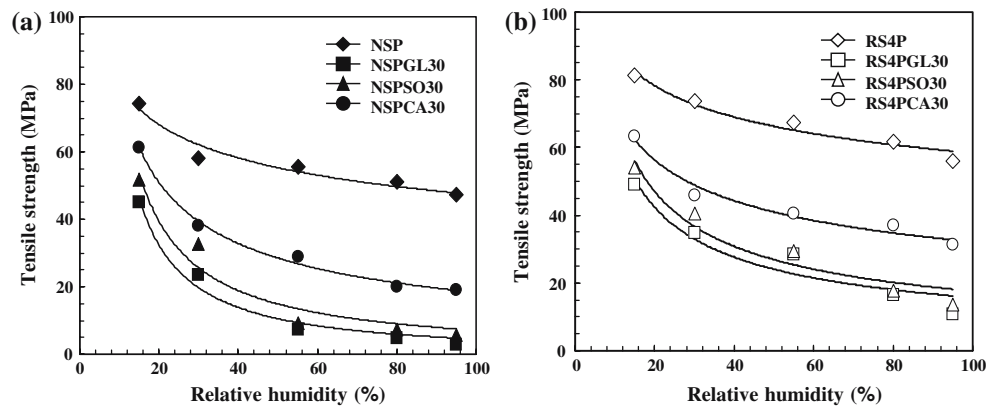 (a)
100
80
60
40
20
0
Tensile strength (MPa)
NSP
NSPGL30
NSPSO30
NSPCA30
0 20 40 60 80 100
Relative humidity (%)
(b)
100
80
60
40
20
0
Tensile strength (MPa)
RS4P
RS4PGL30
RS4PSO30
RS4PCA30
0 20 40 60 80 100
Relative humidity (%)